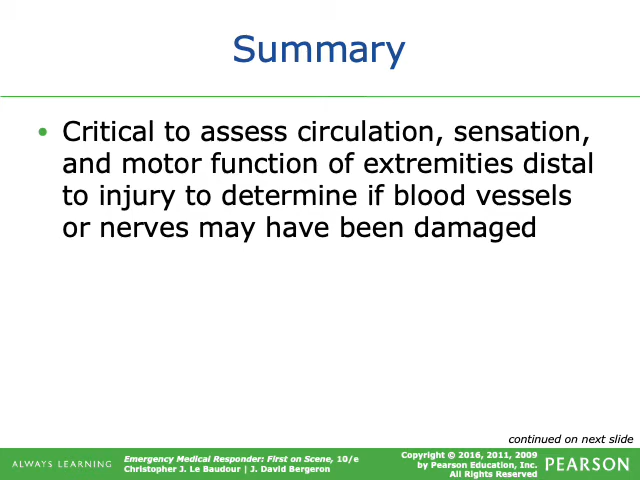 Summary
• Critical to assess circulation, sensation,
and motor function of extremities distal
to injury to determine if blood vessels
or nerves may have been damaged
continued on next slide
ALWAYS LEARNING
Emergency Medical Responder: First on Scene, 10/e
Christopher J. Le Baudour | J. David Bergeron
Copyright © 2016, 2011, 2009
by Pearson Education, Inc.
All Rights Reserved
PEARSON